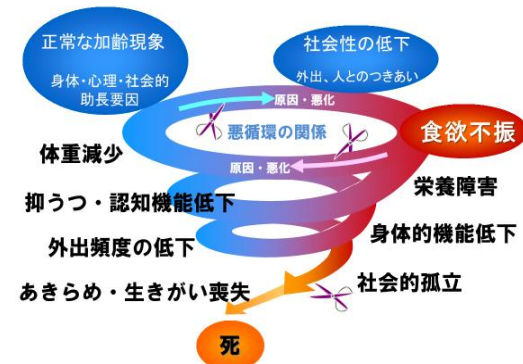 正常な加齢現象
身体・心理・社会的
助長要因
社会性の低下
外出、人とのつきあい
原因・悪化
悪循環の関係
食欲不振
原因・悪化
体重減少
栄養障害
抑うつ・認知機能低下
身体的機能低下
外出頻度の低下
社会的孤立
あきらめ・生きがい喪失
死